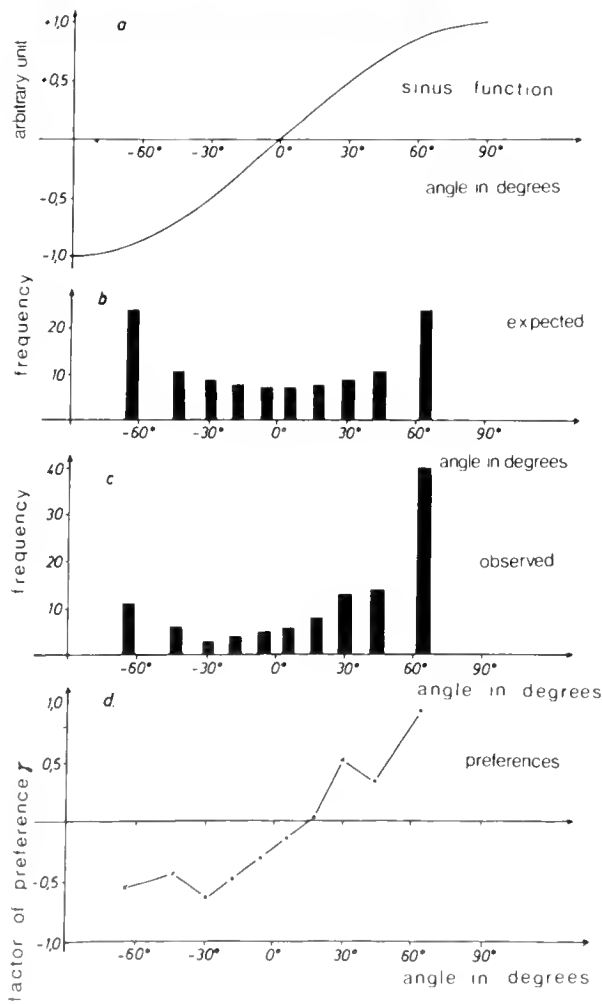 a
+1,0
+0,5
-0,5
-1,0
arbitrary unit
sinus function
-60° -30° 0° 30° 60° 90°
angle in degrees
b
20
10
frequency
expected
-60° -30° 0° 30° 60° 90°
angle in degrees
c
40
30
20
10
frequency
observed
-60° -30° 0° 30° 60° 90°
angle in degrees
d.
1,0
0,5
-0,5
-1,0
factor of preference γ
preferences
-60° -30° 0° 30° 60° 90°
angle in degrees